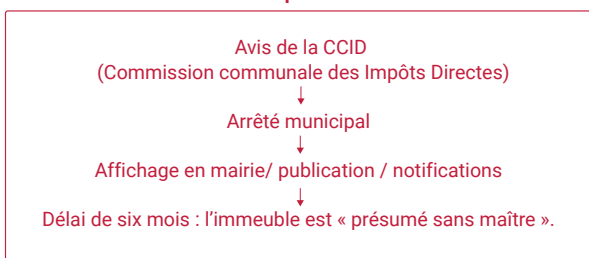 Avis de la CCID
(Commission communale des Impôts Directes)
Arrêté municipal
Affichage en mairie/ publication / notifications
Délai de six mois : l'immeuble est « présumé sans maître ».